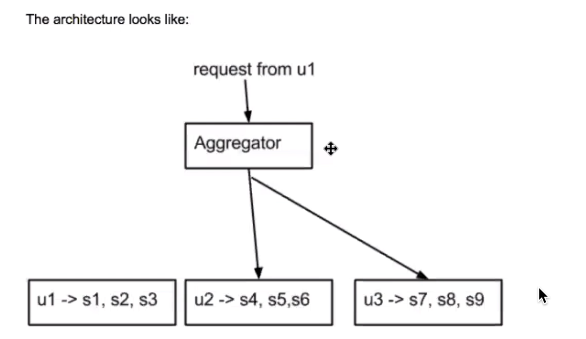 The architecture looks like:
request from u1
Aggregator
u1 -> s1, s2, s3
u2 -> s4, s5,s6
u3 -> s7, s8, s9